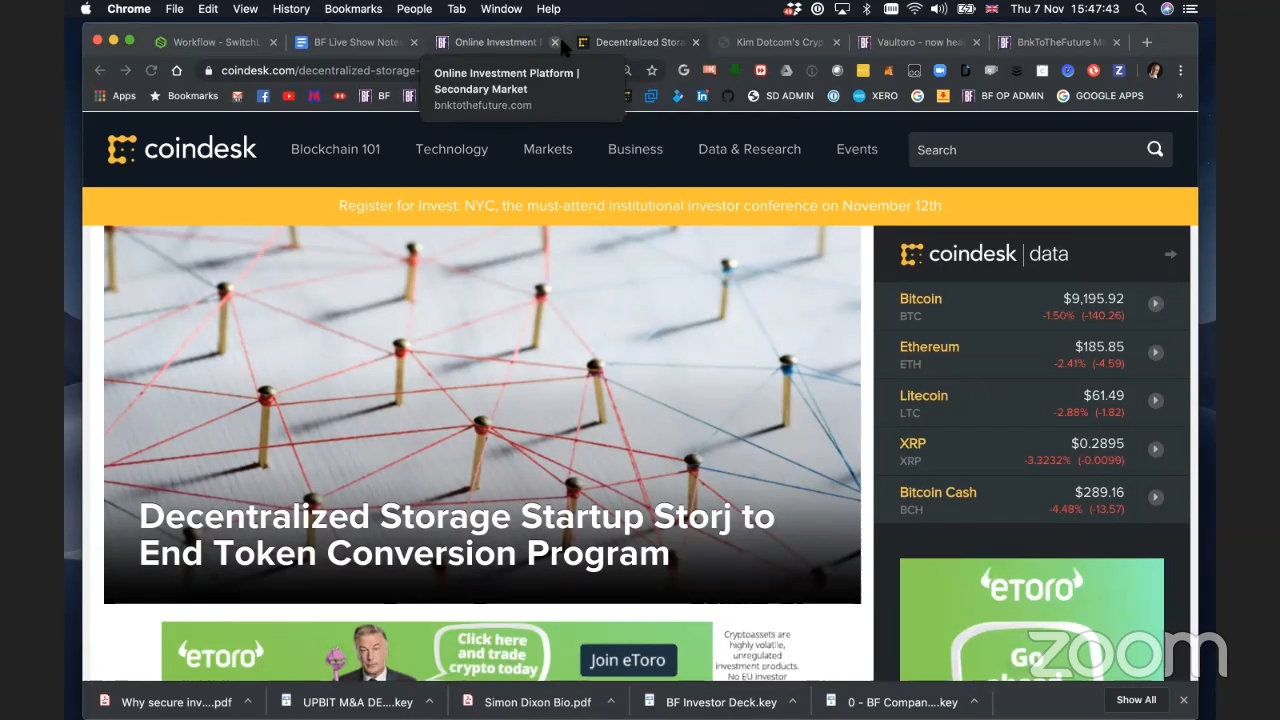 Chrome File Edit View History Bookmarks People Tab Window Help Thu 7 Nov 15:47:43
Workflow - SwitchL BF Live Show Notes Online Investment Decentralized Stora Kim Dotcom's Cryp Vaultoro - now hea BnkToTheFuture M
coindesk.com/decentralized-storage-
Online Investment Platform |
Secondary Market
bnktothefuture.com
Apps Bookmarks BF SD ADMIN XERO BF OP ADMIN GOOGLE APPS »
coindesk Blockchain 101 Technology Markets Business Data & Research Events Search
Register for Invest: NYC, the must-attend institutional investor conference on November 12th
Decentralized Storage Startup Storj to
End Token Conversion Program
coindesk data
Bitcoin $9,195.92
BTC -1.50% (-140.26)
Ethereum $185.85
ETH -2.41% (-4.59)
Litecoin $61.49
LTC -2.88% (-1.82)
XRP $0.2895
XRP -3.3232% (-0.0099)
Bitcoin Cash $289.16
BCH -4.48% (-13.57)
eToro
Click here
and trade
crypto today
Join eToro
Cryptoassets are
highly volatile,
unregulated
investment products.
No EU investor
eToro
Go
ahead
zoom
Why secure inv....pdf UPBIT M&A DE....key Simon Dixon Bio.pdf BF Investor Deck.key 0 - BF Compan....key Show All